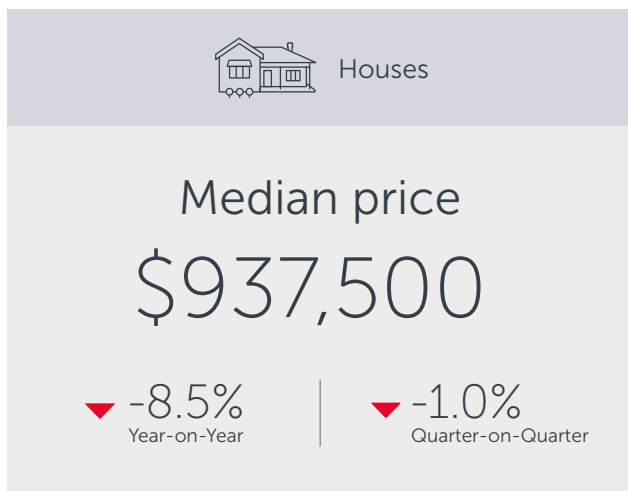 Houses
Median price
$937,500
-8.5%
Year-on-Year
-1.0%
Quarter-on-Quarter